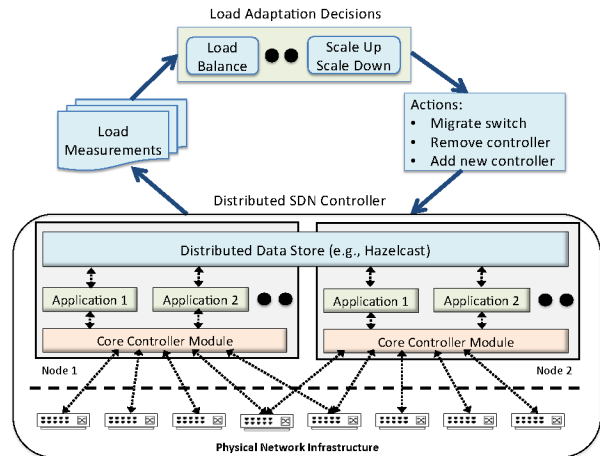 Load Adaptation Decisions
Load
Balance
Scale Up
Scale Down
Load
Measurements
Actions:
• Migrate switch
• Remove controller
• Add new controller
Distributed SDN Controller
Distributed Data Store (e.g., Hazelcast)
Application 1
Application 2
Application 1
Application 2
Core Controller Module
Core Controller Module
Node 1
Node 2
Physical Network Infrastructure